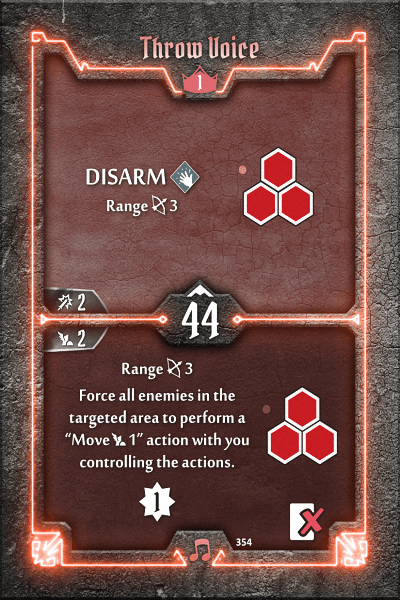 Throw Voice
1
DISARM
Range 3
2
44
2
Range 3
Force all enemies in the
targeted area to perform a
“Move 1” action with you
controlling the actions.
1
354